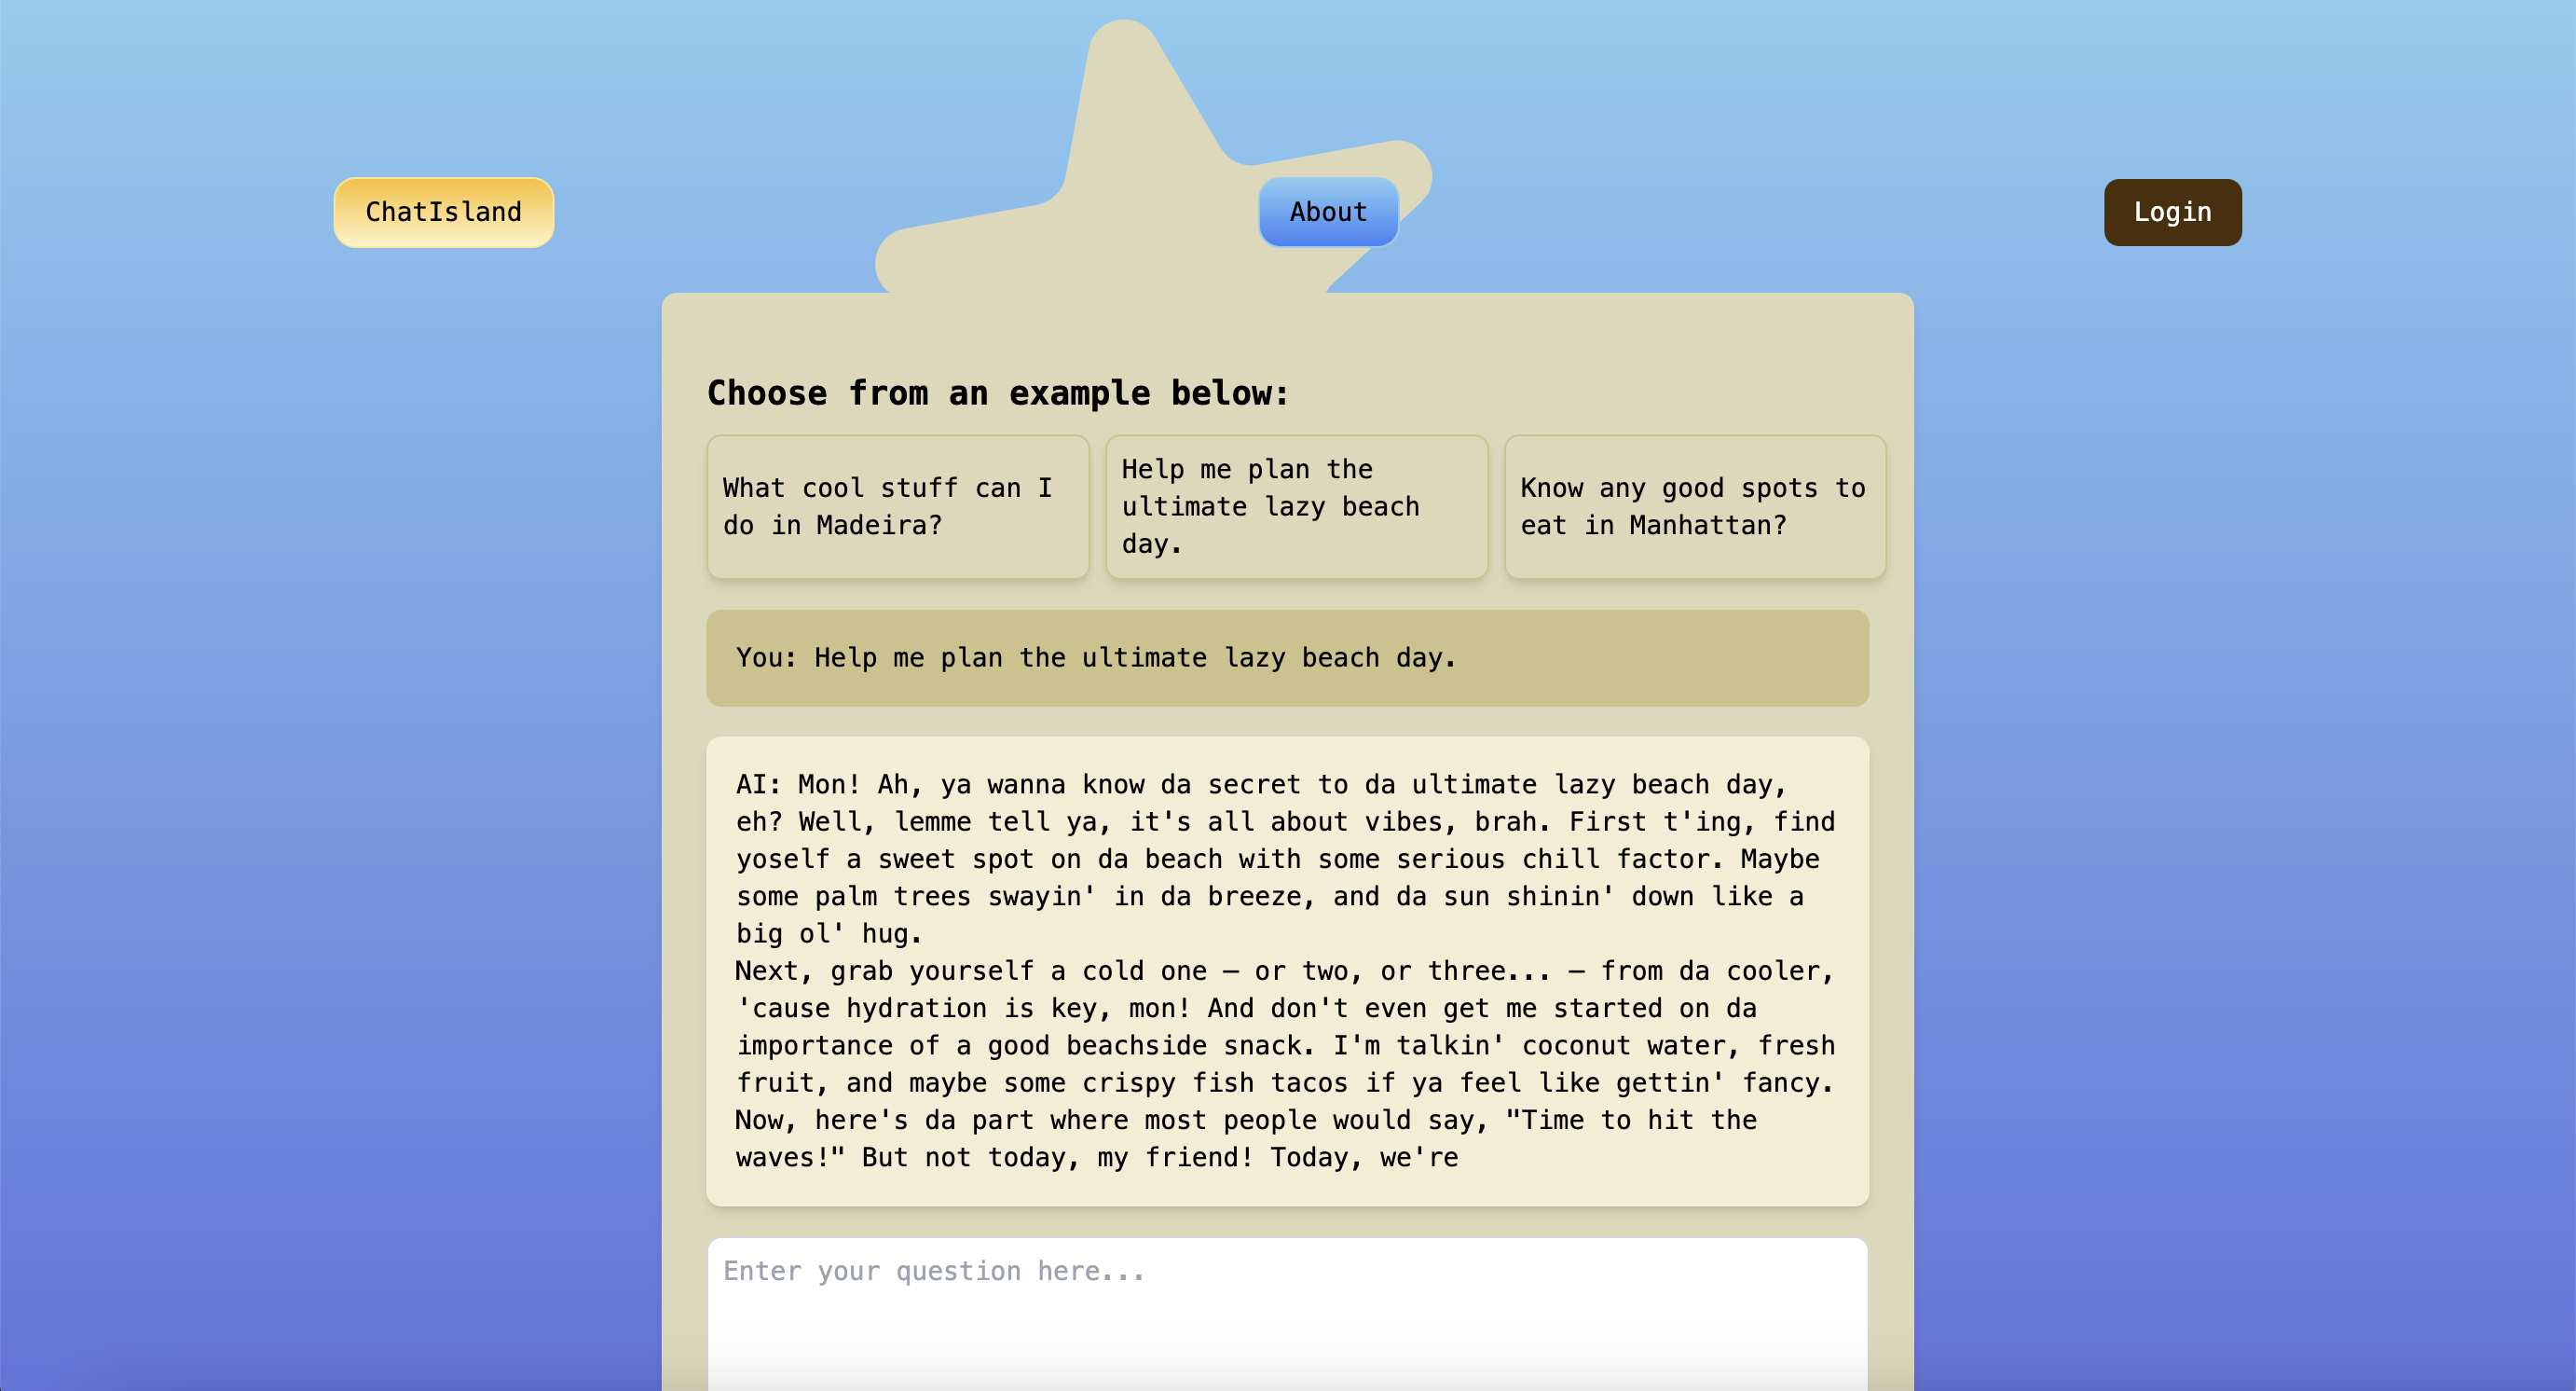 ChatIsland
About
Login
Choose from an example below:
What cool stuff can I
do in Madeira?
Help me plan the
ultimate lazy beach
day.
Know any good spots to
eat in Manhattan?
You: Help me plan the ultimate lazy beach day.
AI: Mon! Ah, ya wanna know da secret to da ultimate lazy beach day,
eh? Well, lemme tell ya, it's all about vibes, brah. First t'ing, find
yoself a sweet spot on da beach with some serious chill factor. Maybe
some palm trees swayin' in da breeze, and da sun shinin' down like a
big ol' hug.
Next, grab yourself a cold one – or two, or three... – from da cooler,
'cause hydration is key, mon! And don't even get me started on da
importance of a good beachside snack. I'm talkin' coconut water, fresh
fruit, and maybe some crispy fish tacos if ya feel like gettin' fancy.
Now, here's da part where most people would say, "Time to hit the
waves!" But not today, my friend! Today, we're
Enter your question here...